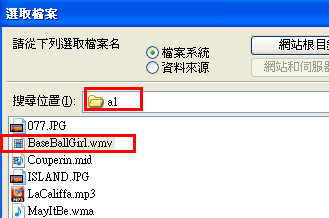 選取檔案
請從下列選取檔案名
檔案系統
網站根目
資料來源
網站和伺服
搜尋位置(I):
a1
077.JPG
BaseBallGirl.wmv
Couperin.mid
ISLAND.JPG
LaCaliffa.mp3
MayItBe.wma